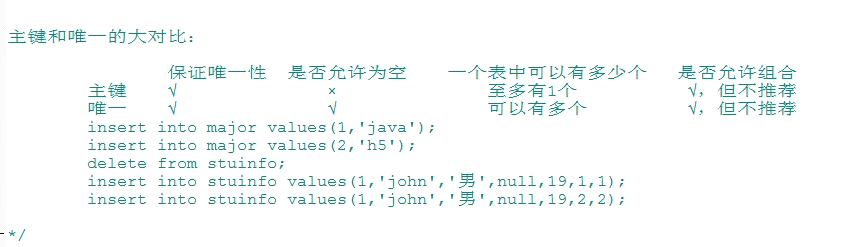 主键和唯一的大对比：
保证唯一性 是否允许为空 一个表中可以有多少个 是否允许组合
主键 √ × 至多有1个 √，但不推荐
唯一 √ √ 可以有多个 √，但不推荐
insert into major values(1,'java');
insert into major values(2,'h5');
delete from stuinfo;
insert into stuinfo values(1,'john','男',null,19,1,1);
insert into stuinfo values(1,'john','男',null,19,2,2);
*/